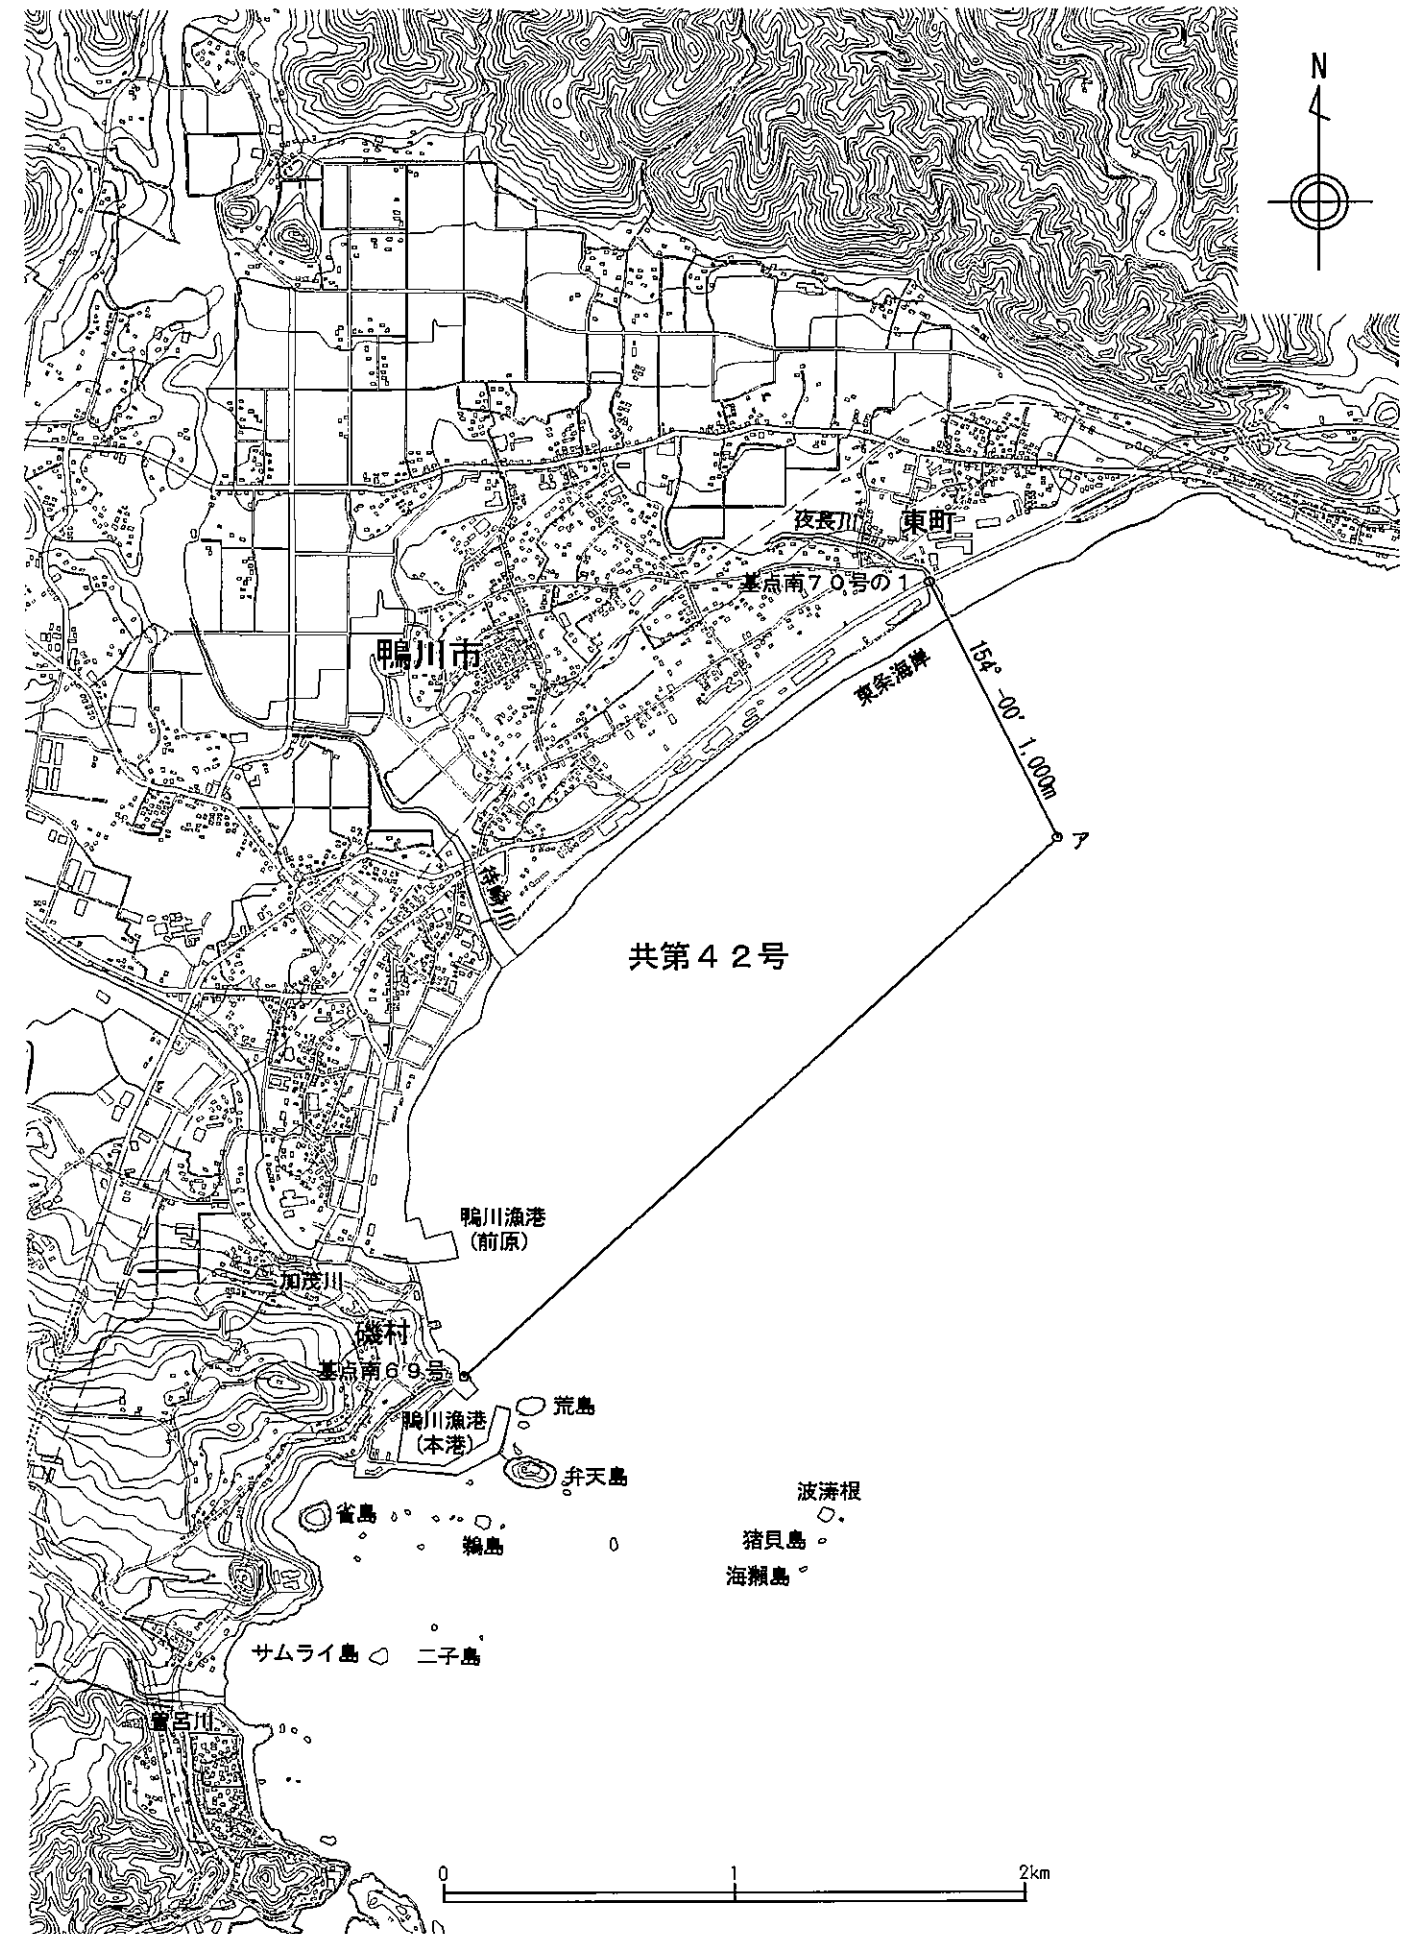 N
夜長川
東町
基点南70号の1
鴨川市
東条海岸
154° -00′ 1,000m
ア
待崎川
共第42号
鴨川漁港
(前原)
加茂川
磯村
基点南69号
荒島
鴨川漁港
(本港)
弁天島
雀島
鵜島
波涛根
猪貝島
海獺島
サムライ島
二子島
曽呂川
0 1 2km